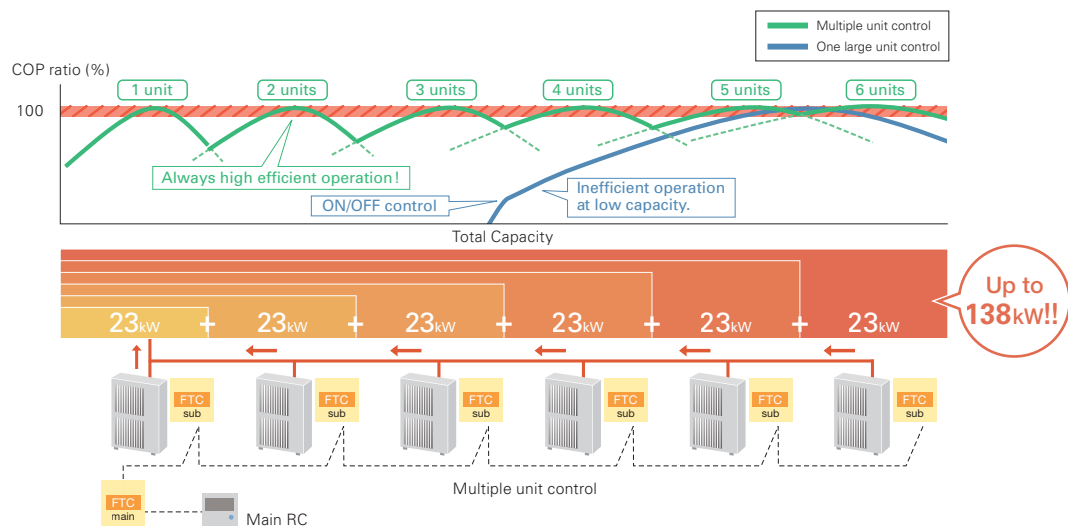 Multiple unit control
One large unit control
COP ratio (%)
100
1 unit
2 units
3 units
4 units
5 units
6 units
Always high efficient operation!
ON/OFF control
Inefficient operation
at low capacity.
Total Capacity
23kW + 23kW + 23kW + 23kW + 23kW + 23kW
Up to
138kW!!
FTC
sub
FTC
sub
FTC
sub
FTC
sub
FTC
sub
FTC
sub
Multiple unit control
FTC
main
Main RC